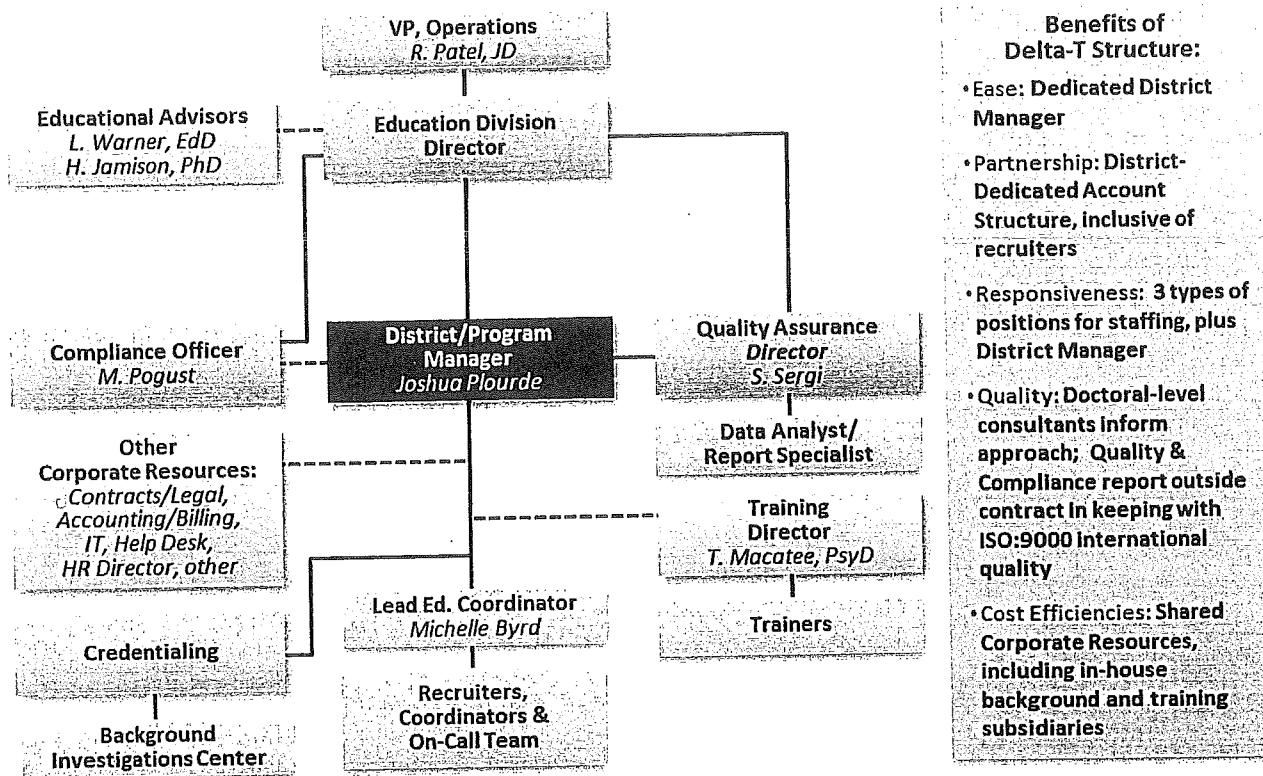 VP, Operations
R. Patel, JD
Educational Advisors
L. Warner, EdD
H. Jamison, PhD
Education Division
Director
Compliance Officer
M. Pogust
District/Program
Manager
Joshua Plourde
Quality Assurance
Director
S. Sergi
Data Analyst/
Report Specialist
Other
Corporate Resources:
Contracts/Legal,
Accounting/Billing,
IT, Help Desk,
HR Director, other
Training
Director
T. Macatee, PsyD
Trainers
Lead Ed. Coordinator
Michelle Byrd
Credentialing
Recruiters,
Coordinators &
On-Call Team
Background
Investigations Center
Benefits of
Delta-T Structure:
• Ease: Dedicated District
Manager
• Partnership: District-
Dedicated Account
Structure, inclusive of
recruiters
• Responsiveness: 3 types of
positions for staffing, plus
District Manager
• Quality: Doctoral-level
consultants inform
approach; Quality &
Compliance report outside
contract in keeping with
ISO:9000 international
quality
• Cost Efficiencies: Shared
Corporate Resources,
including in-house
background and training
subsidiaries